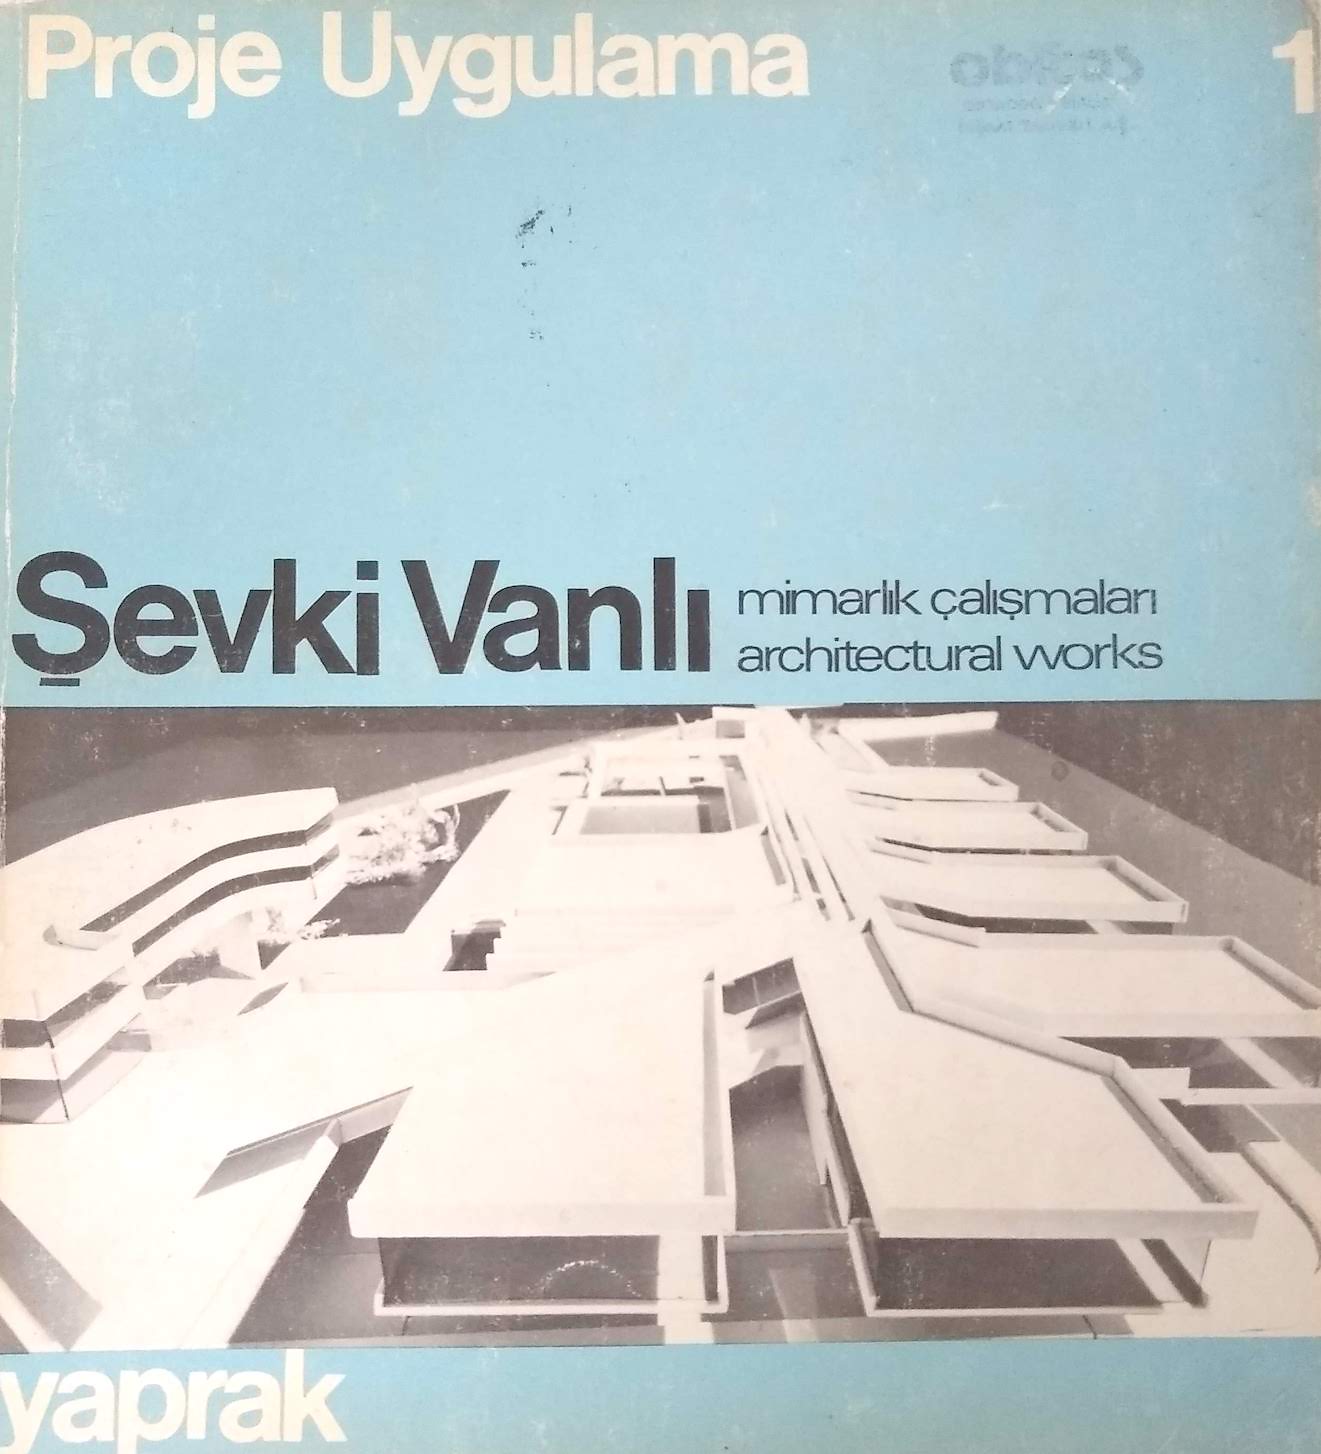 Proje Uygulama 1
Şevki Vanlı
mimarlık çalışmaları
architectural works
yaprak